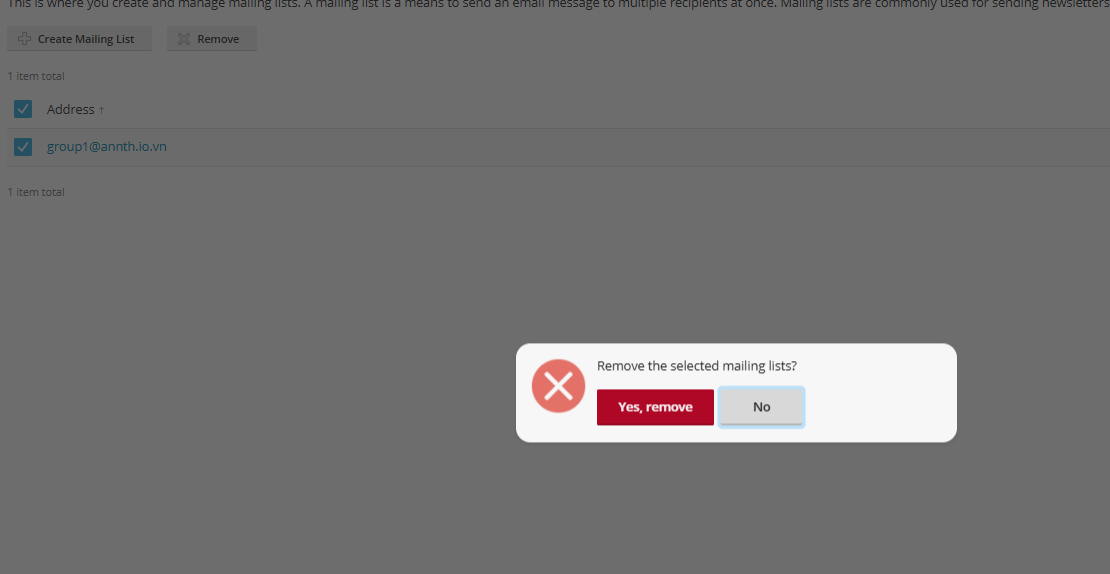 This is where you create and manage mailing lists. A mailing list is a means to send an email message to multiple recipients at once. Mailing lists are commonly used for sending newsletters
Create Mailing List Remove
1 item total
Address ↑
group1@annth.io.vn
1 item total
Remove the selected mailing lists?
Yes, remove No